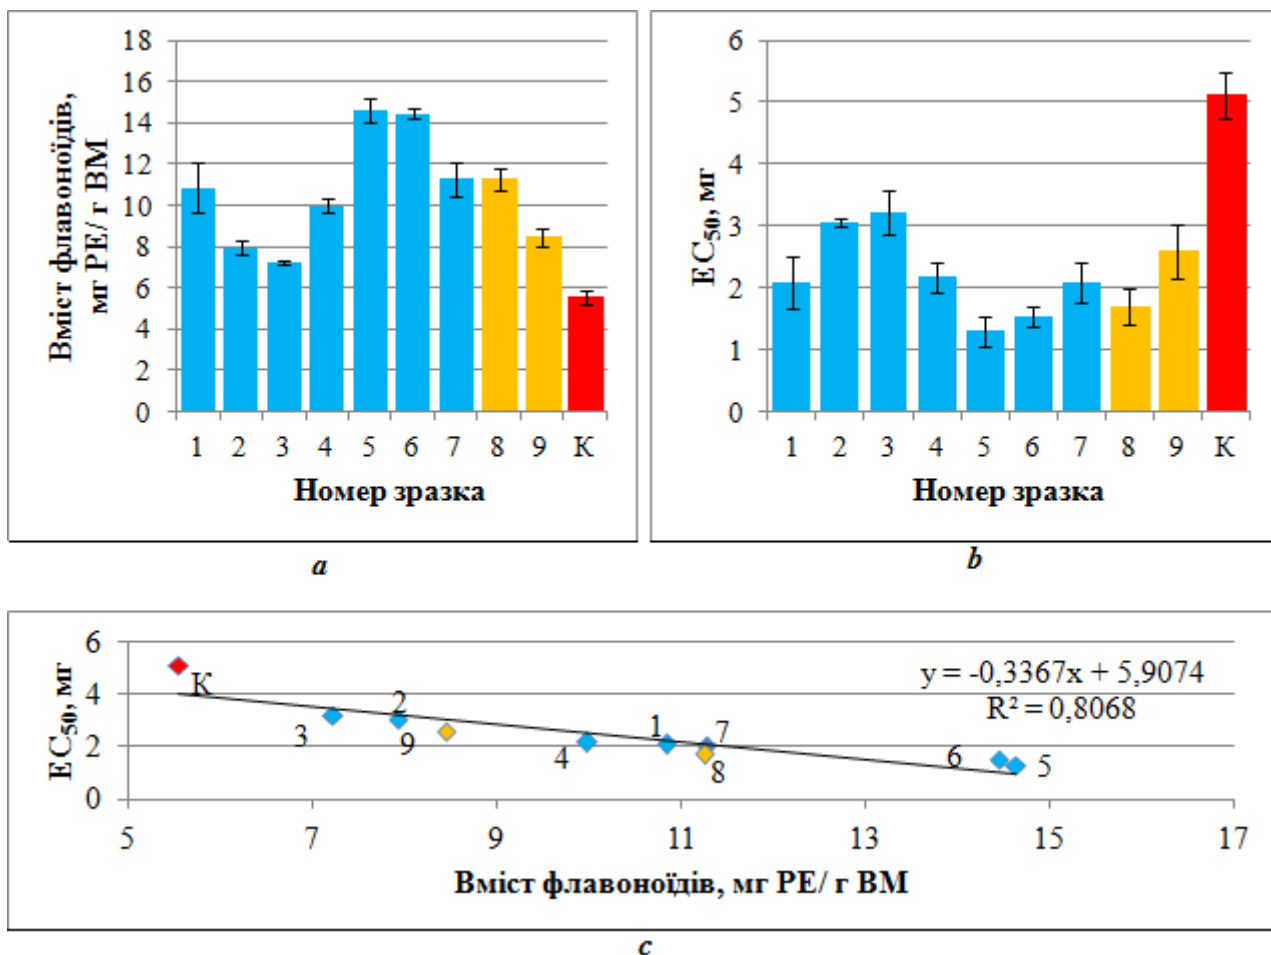 18
16
14
12
10
8
6
4
2
0
Вміст флавоноїдів,
мг РЕ/ г ВМ
1 2 3 4 5 6 7 8 9 К
Номер зразка
a
6
5
4
3
2
1
0
EC50, мг
1 2 3 4 5 6 7 8 9 К
Номер зразка
b
6
4
2
0
EC50, мг
К
3
2
9
4
1
7
8
6
5
y = -0,3367x + 5,9074
R² = 0,8068
5 7 9 11 13 15 17
Вміст флавоноїдів, мг РЕ/ г ВМ
c